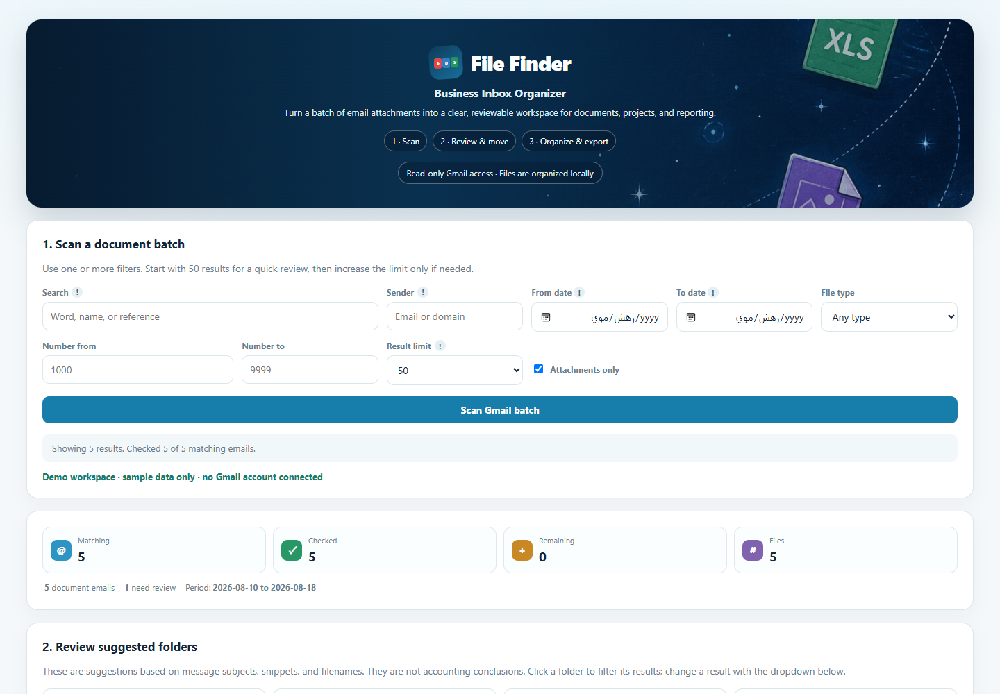 XLS
File Finder
Business Inbox Organizer
Turn a batch of email attachments into a clear, reviewable workspace for documents, projects, and reporting.
1 · Scan
2 · Review & move
3 · Organize & export
Read-only Gmail access · Files are organized locally
1. Scan a document batch
Use one or more filters. Start with 50 results for a quick review, then increase the limit only if needed.
Search !
Sender !
From date !
To date !
File type
Word, name, or reference
Email or domain
يوم/شهر/yyyy
يوم/شهر/yyyy
Any type
Number from
Number to
Result limit !
1000
9999
50
Attachments only
Scan Gmail batch
Showing 5 results. Checked 5 of 5 matching emails.
Demo workspace · sample data only · no Gmail account connected
@
Matching
5
✓
Checked
5
+
Remaining
0
#
Files
5
5 document emails 1 need review Period: 2026-08-10 to 2026-08-18
2. Review suggested folders
These are suggestions based on message subjects, snippets, and filenames. They are not accounting conclusions. Click a folder to filter its results; change a result with the dropdown below.